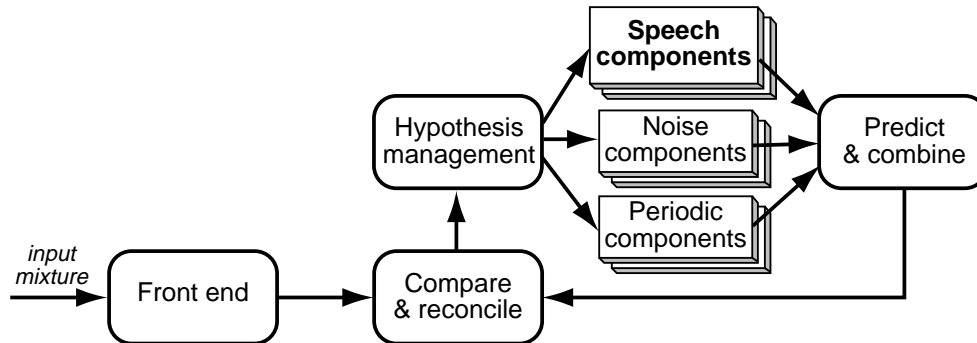 Speech
components
Hypothesis
management
Noise
components
Predict
& combine
Periodic
components
input
mixture
Front end
Compare
& reconcile